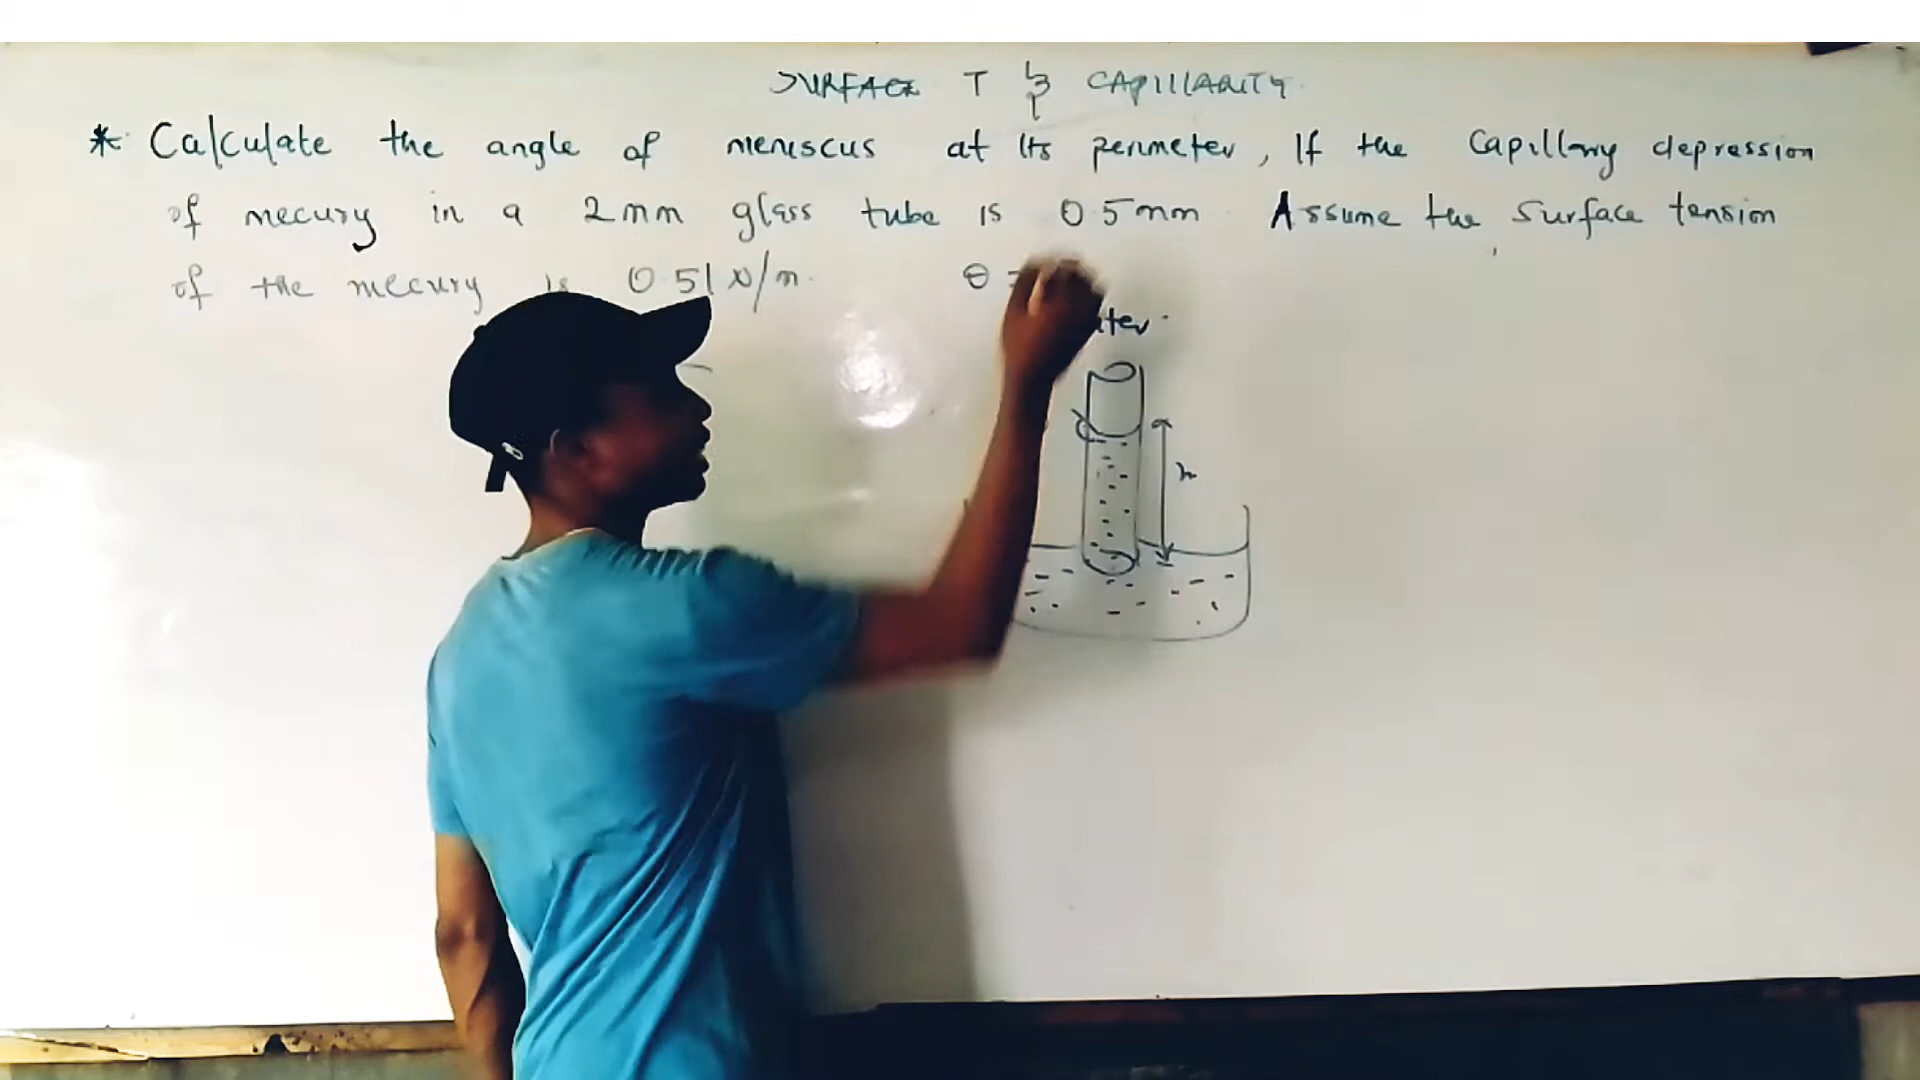 SURFACE T & CAPILLARITY
* Calculate the angle of meniscus at its perimeter, If the Capillary depression
of mecury in a 2mm glass tube is 0.5mm. Assume the surface tension
of the mecury is 0.51 N/m. θ =
h